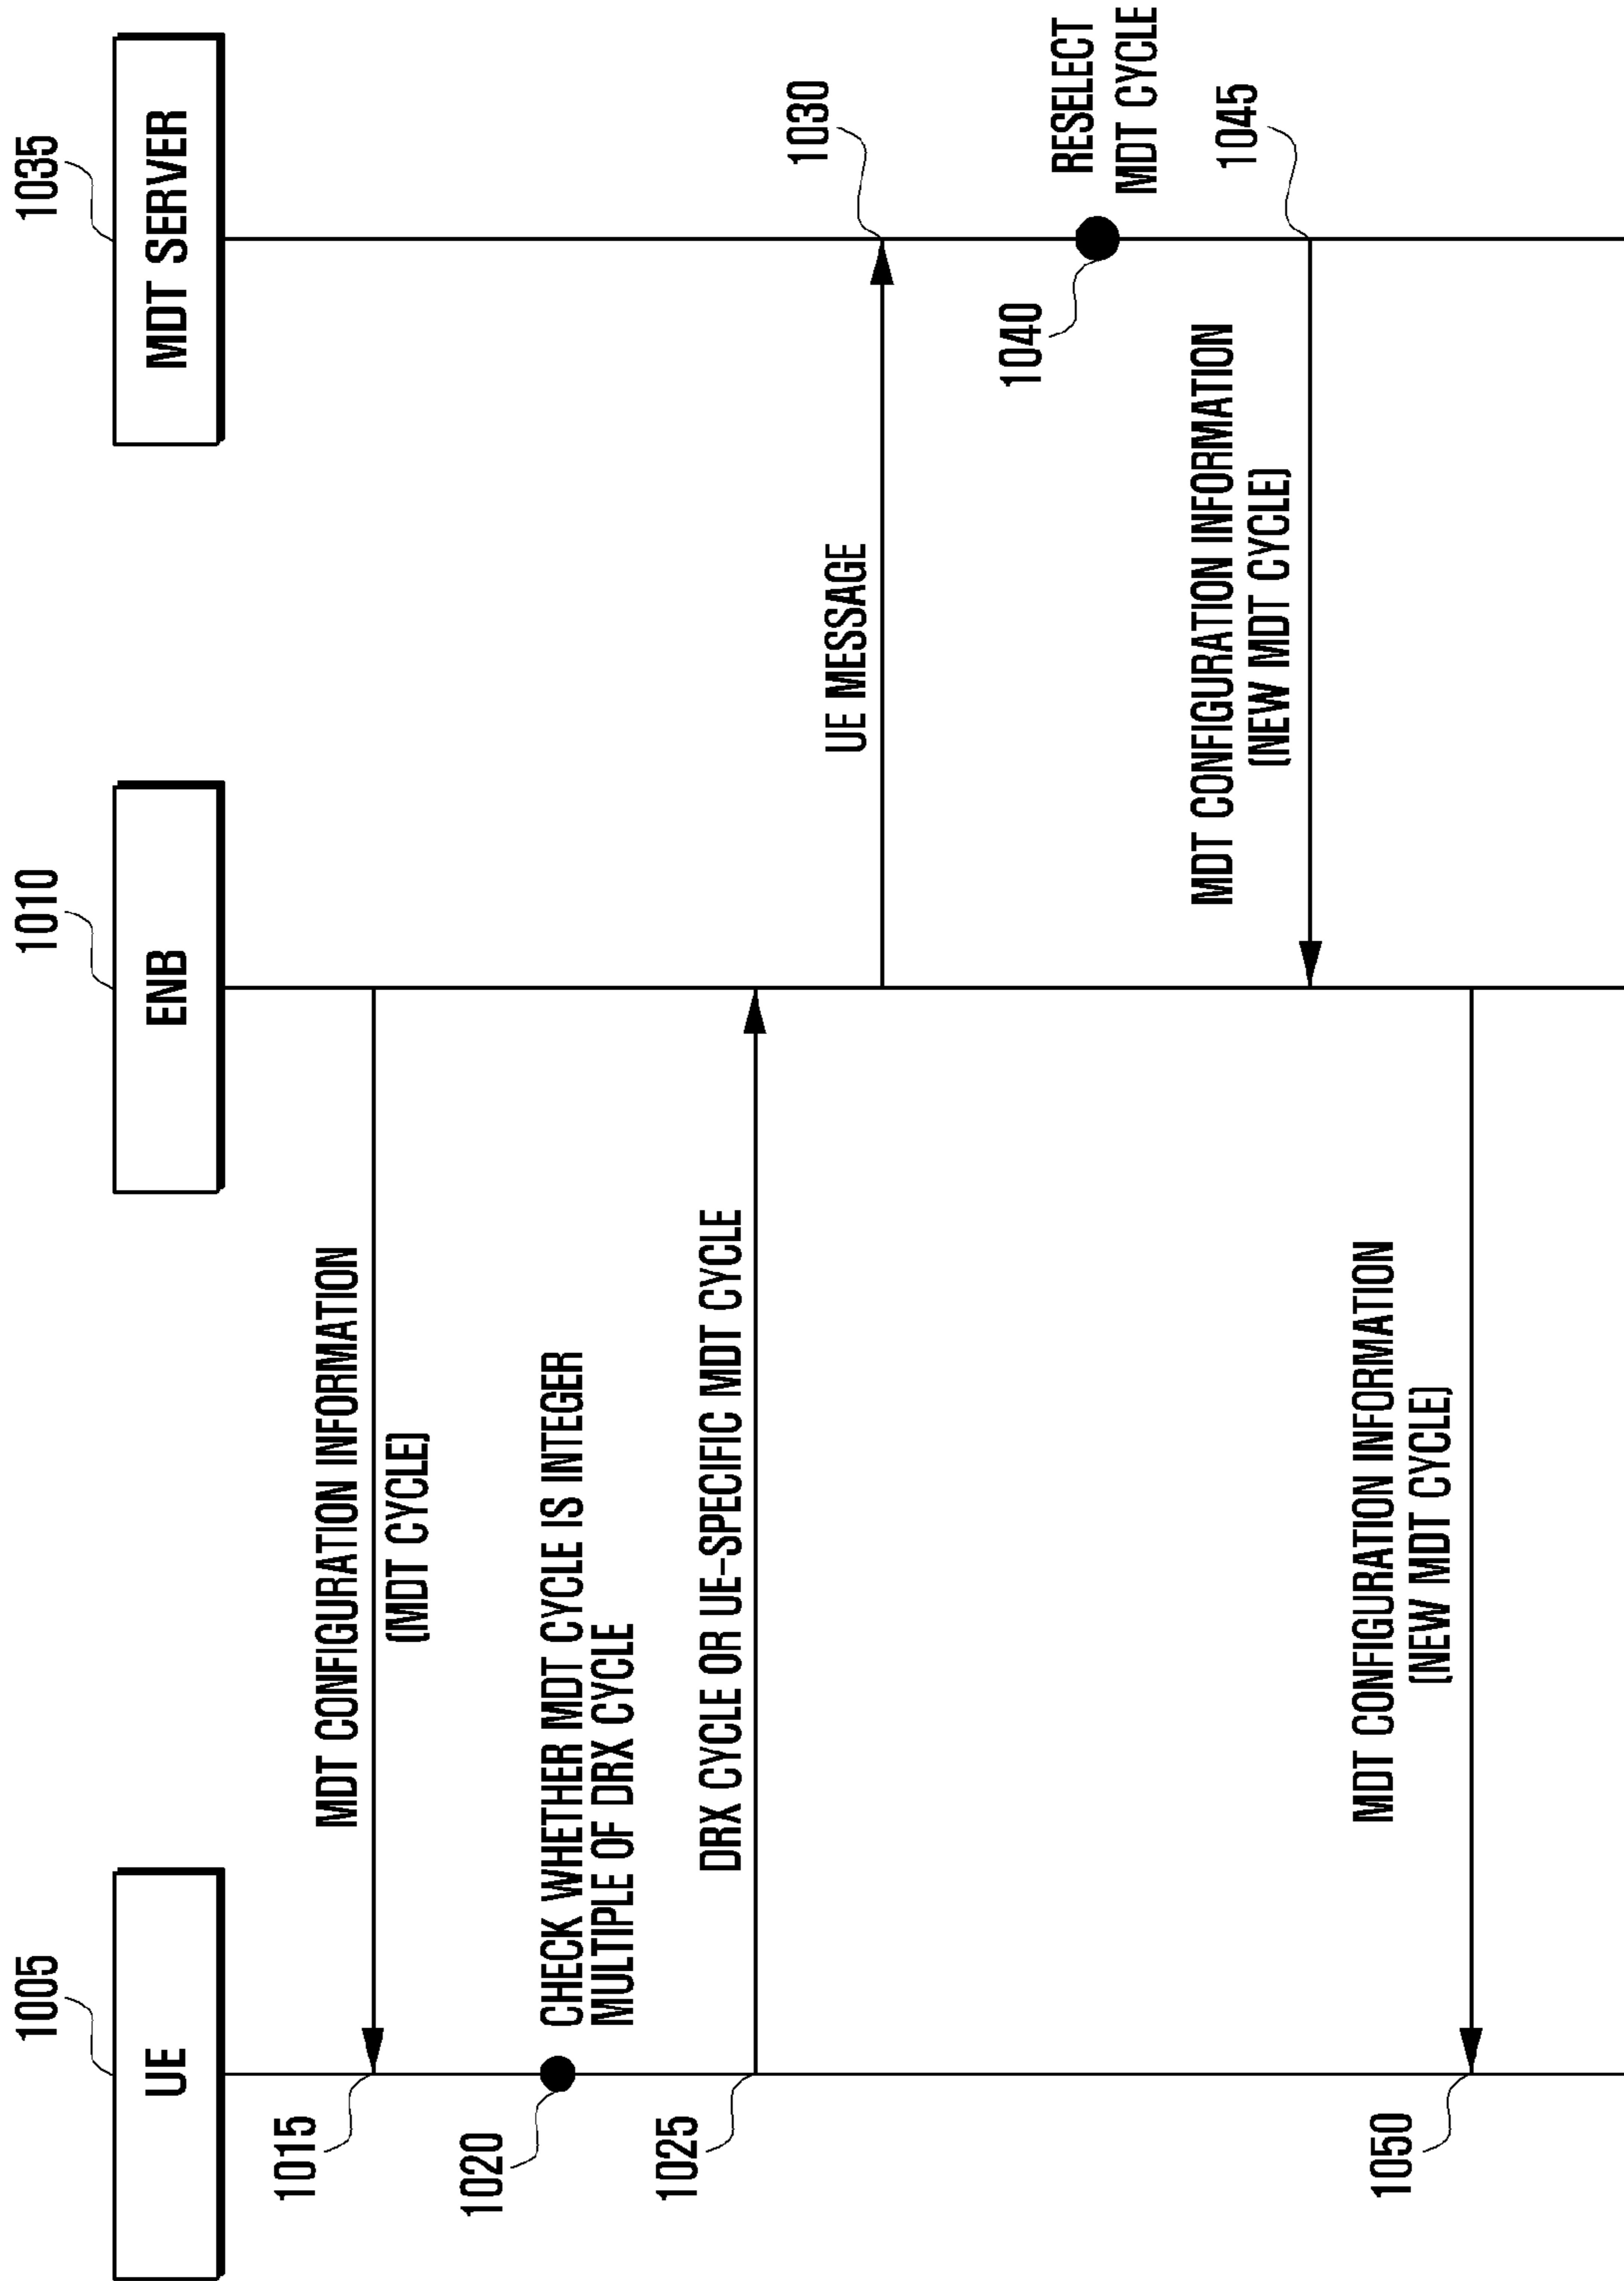 1005
UE
1010
ENB
1035
MDT SERVER
1015
MDT CONFIGURATION INFORMATION
(MDT CYCLE)
1020
CHECK WHETHER MDT CYCLE IS INTEGER
MULTIPLE OF DRX CYCLE
1025
DRX CYCLE OR UE-SPECIFIC MDT CYCLE
UE MESSAGE
1030
1040
RESELECT
MDT CYCLE
MDT CONFIGURATION INFORMATION
(NEW MDT CYCLE)
1045
MDT CONFIGURATION INFORMATION
(NEW MDT CYCLE)
1050